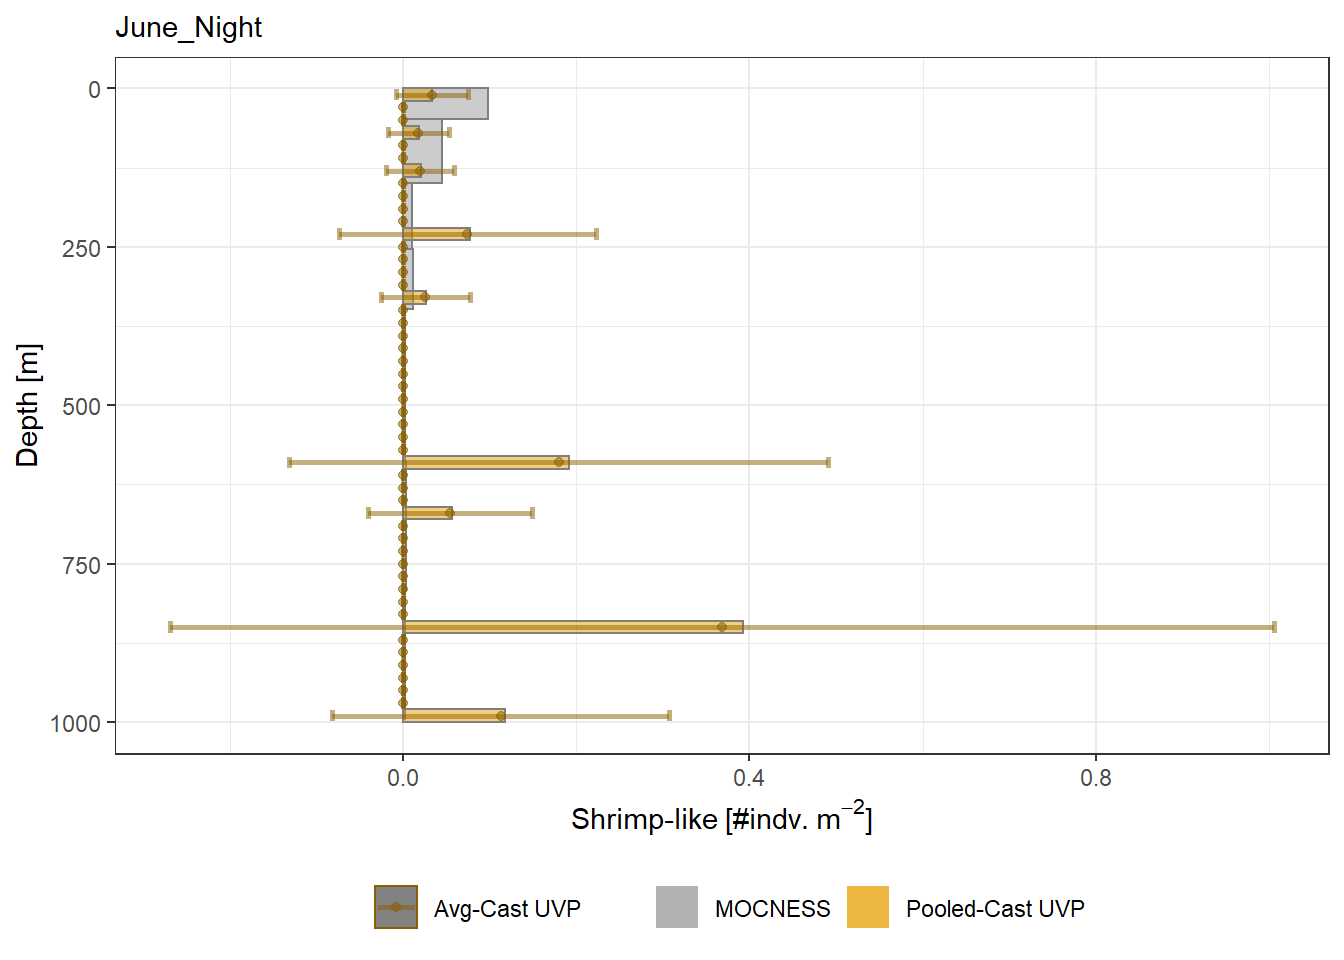 June_Night
0
250
500
750
1000
Depth [m]
0.0 0.4 0.8
Shrimp-like [#indv. m⁻²]
Avg-Cast UVP MOCNESS Pooled-Cast UVP